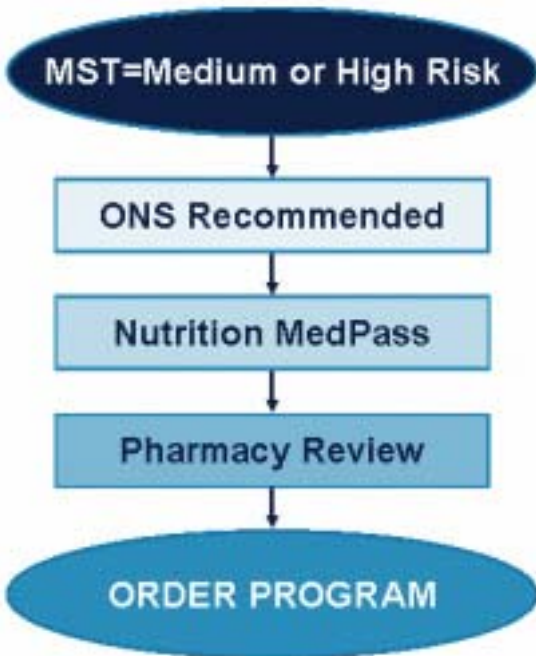 MST=Medium or High Risk
ONS Recommended
Nutrition MedPass
Pharmacy Review
ORDER PROGRAM